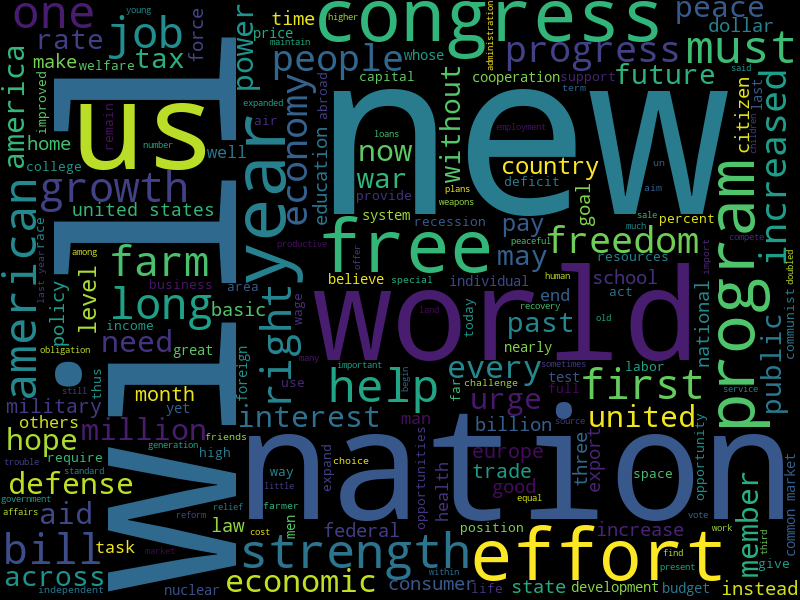 one
job
force
time
higher
young
congress
administration
said
peace
dollar
whose
price
maintain
rate
make
welfare
tax
power
people
progress
must
america
improved
us
will
expanded
abroad
capital
cooperation
support
future
term
last
citizen
children
increased
remain
number
air
economy
loans
new
employment
home
college
well
year
education
now
war
without
country
plans
deficit
un
aim
growth
united states
provide
weapons
goal
system
recession
pay
sale
percent
american
race
last year
among
productive
free
peaceful
much
freedom
program
compete
doubled
farm
offer
may
resources
believe
special
individual
human
school
import
level
business
area
policy
long
basic
right
wage
world
land
today
recovery
end
act
old
national
communist
public
income
past
nearly
need
great
thus
foreign
many
important
every
sometimes
labor
obligation
still
month
use
help
begin
far
challenge
test
full
first
service
military
yet
others
million
interest
man
urge
billion
source
united
hope
friends
nation
generation
high
way
expand
choice
opportunities
health
europe
trade
good
three
export
space
opportunity
common market
trouble
require
standard
defense
little
equal
government
affairs
aid
reform
relief
farmer
men
law
cost
federal
position
increase
vote
work
member
third
bill
task
market
strength
within
effort
find
present
give
across
independent
nuclear
economic
consumer
life
state
development
budget
instead